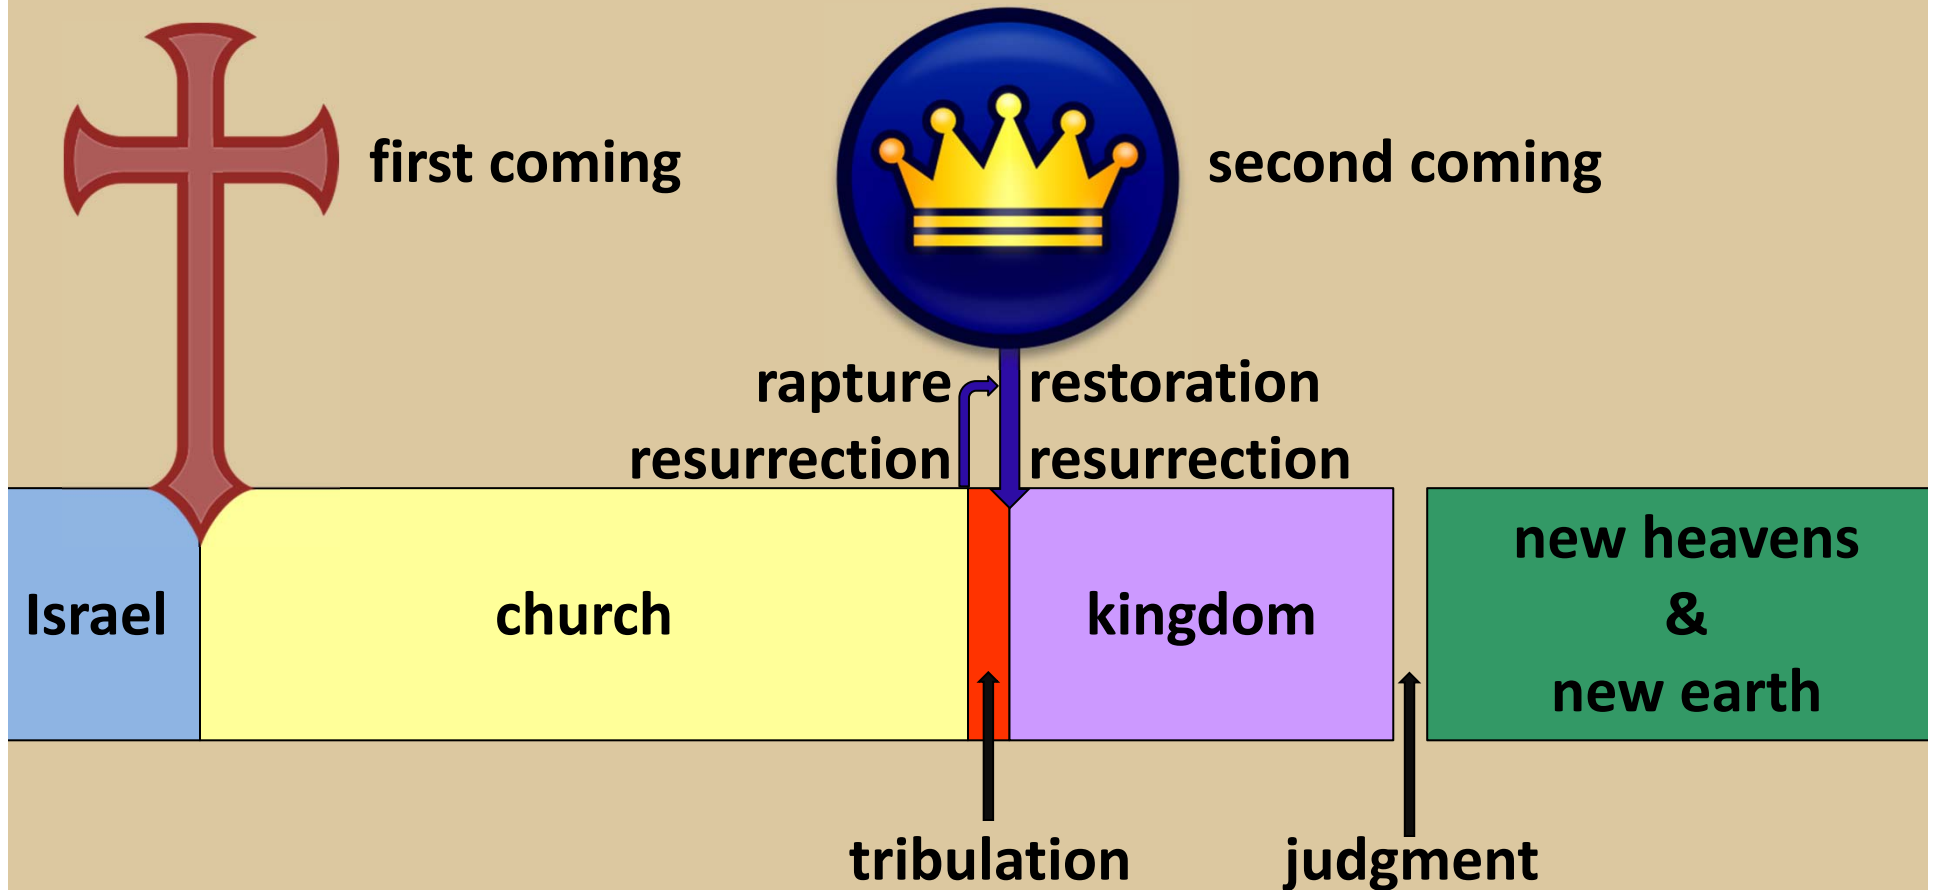 first coming
second coming
rapture
restoration
resurrection
resurrection
Israel
church
kingdom
new heavens
&
new earth
tribulation
judgment